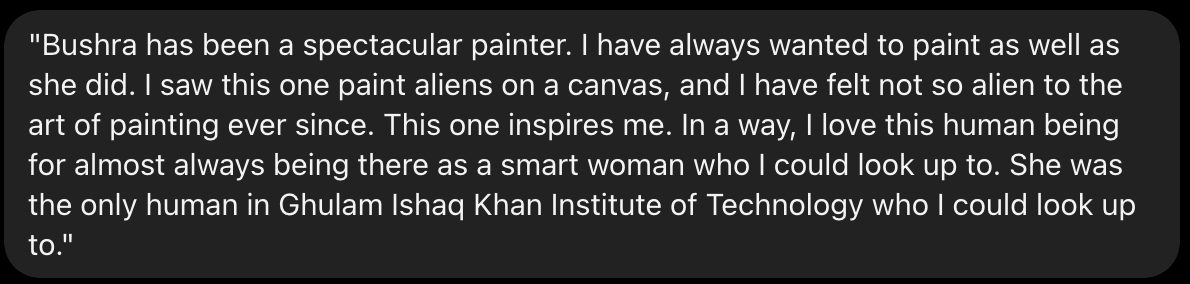 "Bushra has been a spectacular painter. I have always wanted to paint as well as
she did. I saw this one paint aliens on a canvas, and I have felt not so alien to the
art of painting ever since. This one inspires me. In a way, I love this human being
for almost always being there as a smart woman who I could look up to. She was
the only human in Ghulam Ishaq Khan Institute of Technology who I could look up
to."